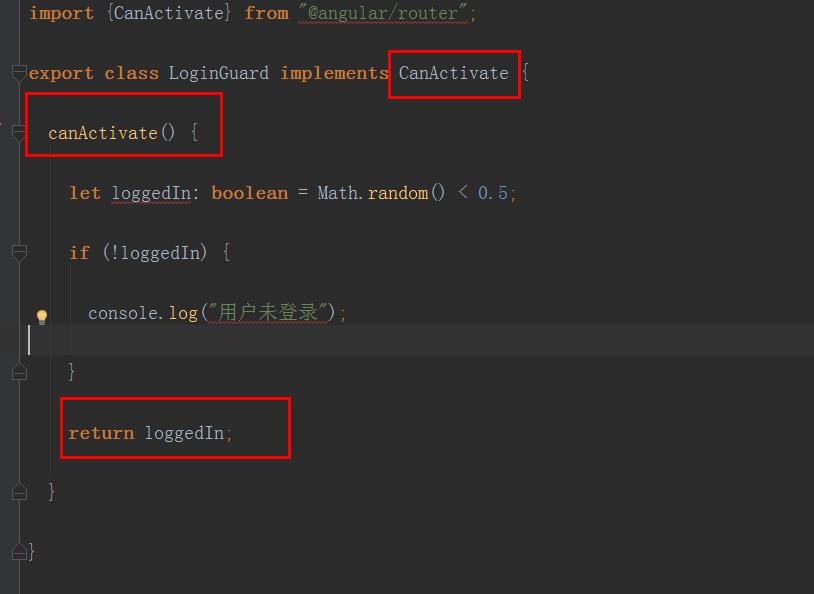 import {CanActivate} from "@angular/router";
export class LoginGuard implements CanActivate {
canActivate() {
let loggedIn: boolean = Math.random() < 0.5;
if (!loggedIn) {
console.log("用户未登录");
}
return loggedIn;
}
}